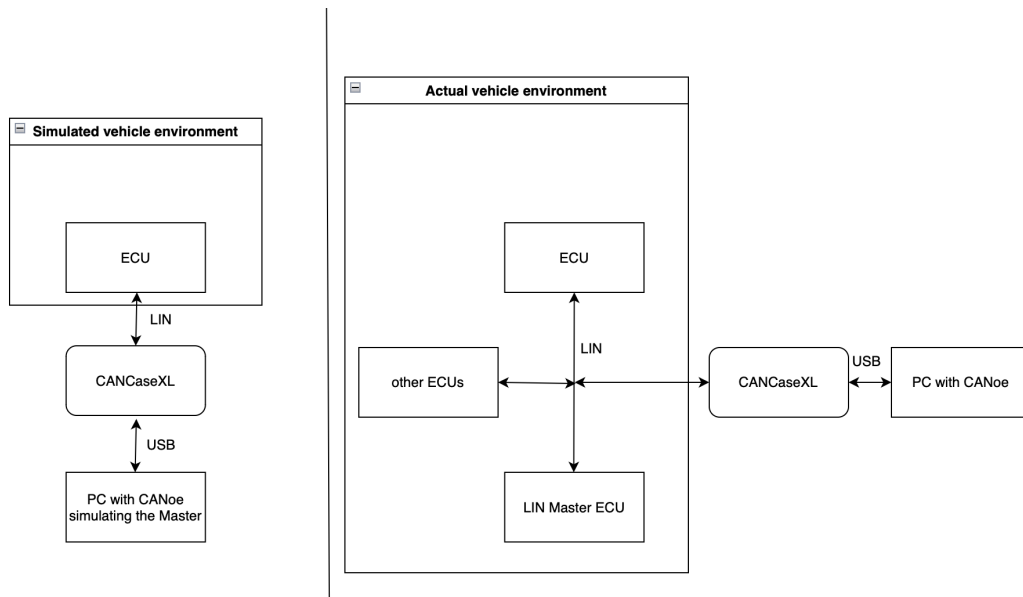 Simulated vehicle environment
ECU
LIN
CANCaseXL
USB
PC with CANoe
simulating the Master
Actual vehicle environment
ECU
LIN
other ECUs
CANCaseXL
USB
PC with CANoe
LIN Master ECU